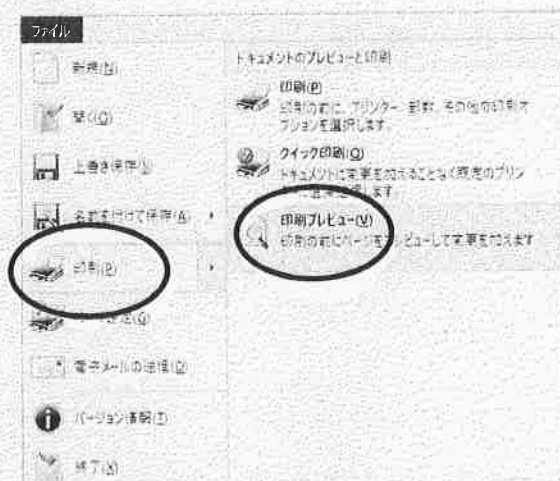 ファイル
新規(N)
開く(O)
上書き保存(S)
名前を付けて保存(A)
印刷(P)
電子メールの送信(D)
バージョン情報(T)
終了(X)
ドキュメントのプレビューと印刷
印刷(P)
印刷の前に、プリンター、部数、その他の印刷オ
プションを選択します。
クイック印刷(Q)
ドキュメントに変更を加えることなく既定のプリン
印刷プレビュー(V)
印刷の前にページをプレビューして変更を加えます